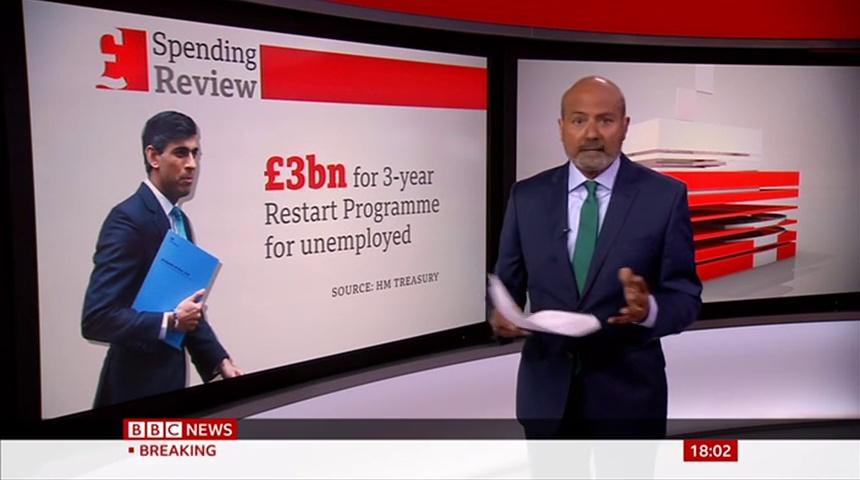 £ Spending
Review
£3bn for 3-year
Restart Programme
for unemployed
SOURCE: HM TREASURY
BBC NEWS
BREAKING
18:02